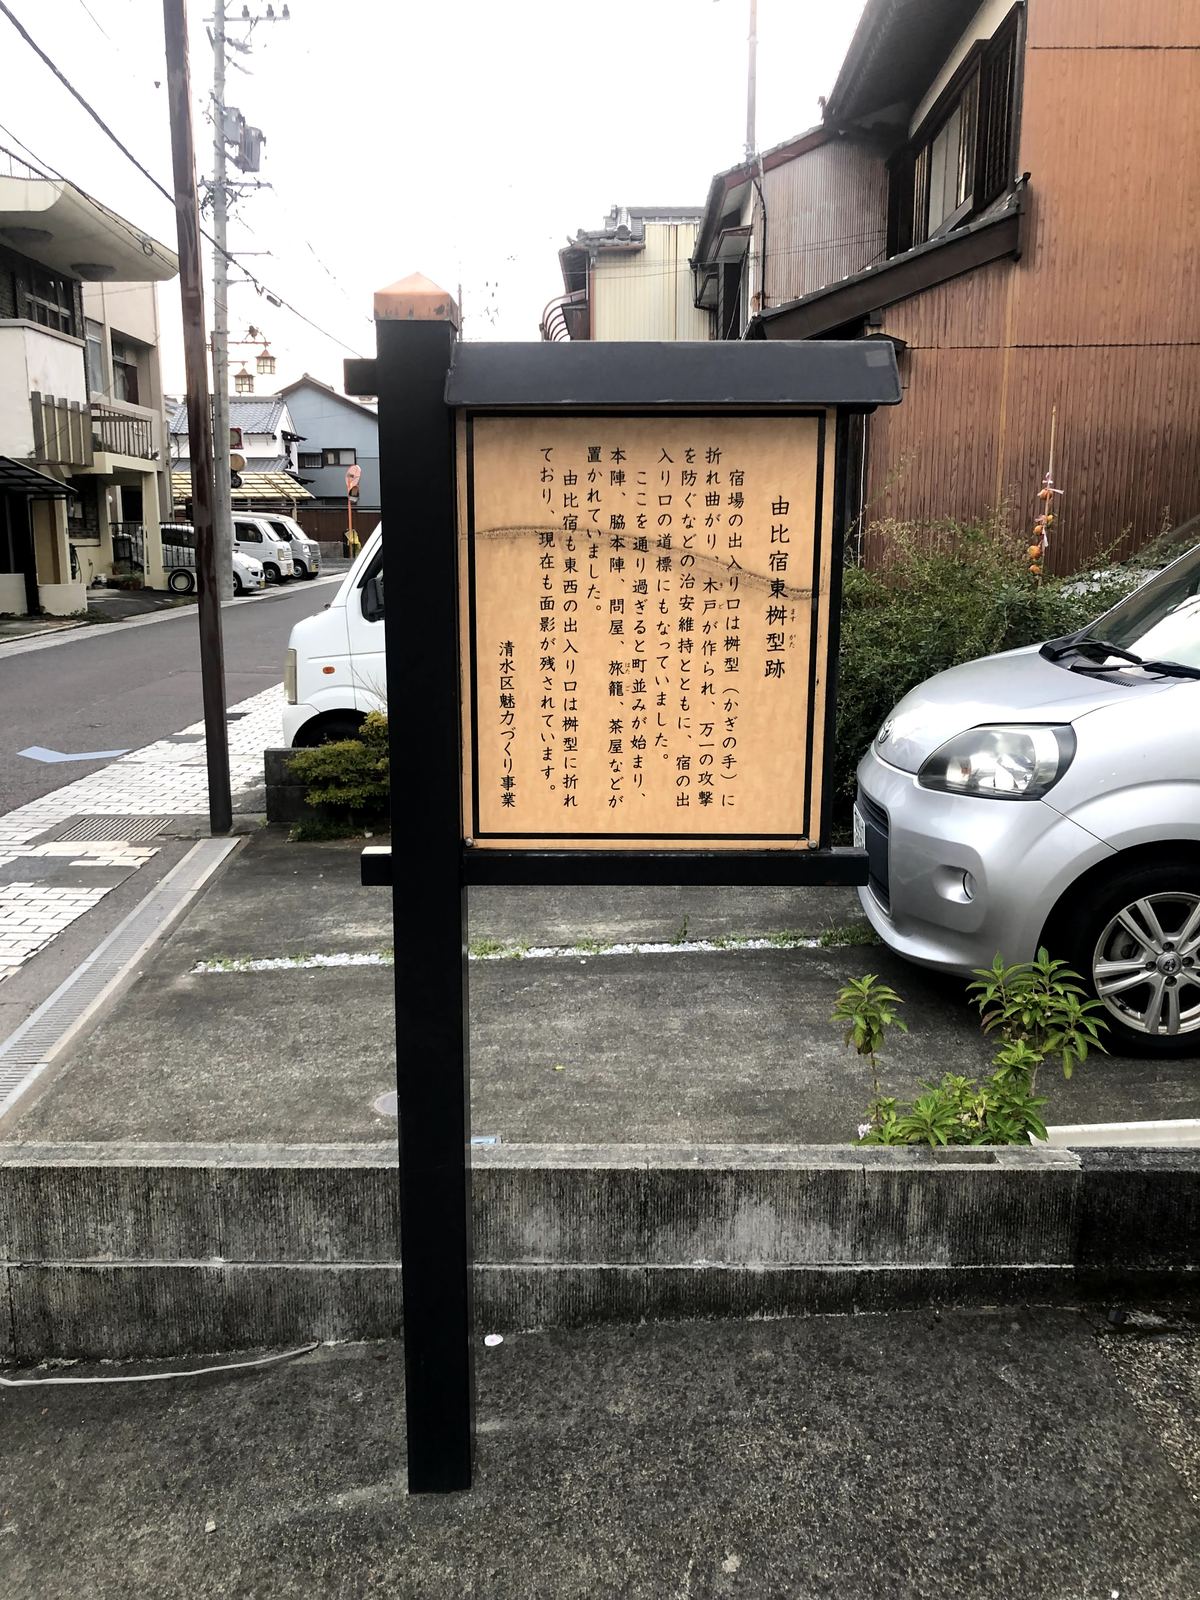 由比宿東桝型跡
宿場の出入り口は桝型（かぎの手）に
折れ曲がり、木戸が作られ、万一の攻撃
を防ぐなどの治安維持とともに、宿の出
入り口の道標にもなっていました。
ここを通り過ぎると町並みが始まり、
本陣、脇本陣、問屋、旅籠、茶屋などが
置かれていました。
由比宿も東西の出入り口は桝型に折れ
ており、現在も面影が残されています。
清水区魅力づくり事業